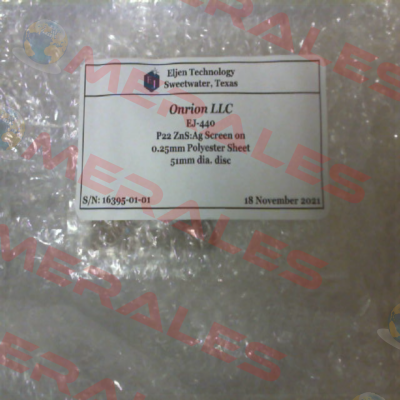 Eljen Technology
Sweetwater, Texas
Onrion LLC
EJ-440
P22 ZnS:Ag Screen on
0.25mm Polyester Sheet
51mm dia. disc
S/N: 16395-01-01
18 November 2021
MERALES
MERALES
MERALES